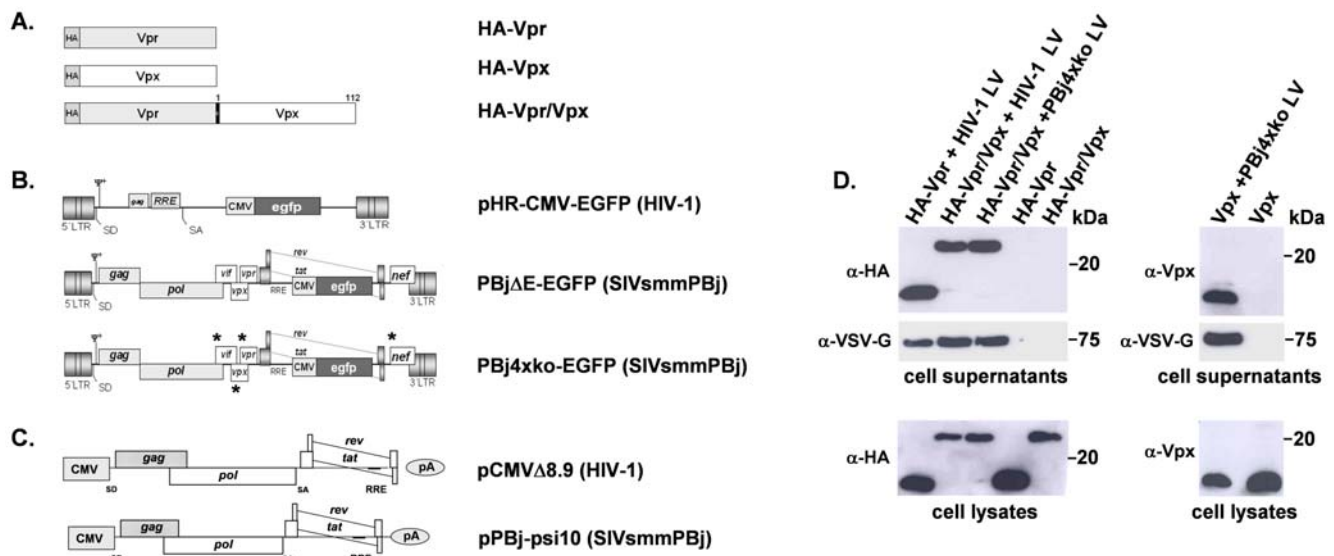 A.
HA Vpr
HA-Vpr
HA Vpx
HA-Vpx
1 112
HA Vpr Vpx
HA-Vpr/Vpx
B.
gag RRE CMV egfp
5´LTR SD SA 3´LTR
pHR-CMV-EGFP (HIV-1)
rev
gag vif vpr tat nef
pol vpx RRE CMV egfp
5´LTR SD 3´LTR
PBjΔE-EGFP (SIVsmmPBj)
* * *
rev
gag vif vpr tat nef
pol vpx RRE CMV egfp
5´LTR SD 3´LTR
*
PBj4xko-EGFP (SIVsmmPBj)
C.
rev
CMV gag tat pA
pol
SD SA RRE
pCMVΔ8.9 (HIV-1)
rev
CMV gag tat pA
pol
pPBj-psi10 (SIVsmmPBj)
D.
HA-Vpr + HIV-1 LV
HA-Vpr/Vpx + HIV-1 LV
HA-Vpr/Vpx +PBj4xko LV
HA-Vpr
HA-Vpr/Vpx
kDa
α-HA
-20
α-VSV-G
-75
cell supernatants
α-HA
-20
cell lysates
Vpx +PBj4xko LV
Vpx
kDa
α-Vpx
-20
α-VSV-G
-75
cell supernatants
α-Vpx
-20
cell lysates